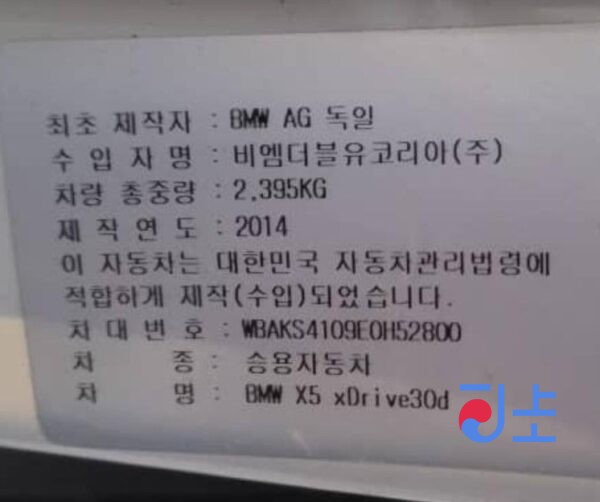 최초 제작자 : BMW AG 독일
수 입 자 명 : 비엠더블유코리아(주)
차량 총중량 : 2,395KG
제 작 연 도 : 2014
이 자동차는 대한민국 자동차관리법령에
적합하게 제작(수입)되었습니다.
차 대 번 호 : WBAKS4109E0H52800
차 종 : 승용자동차
차 명 : BMW X5 xDrive30d